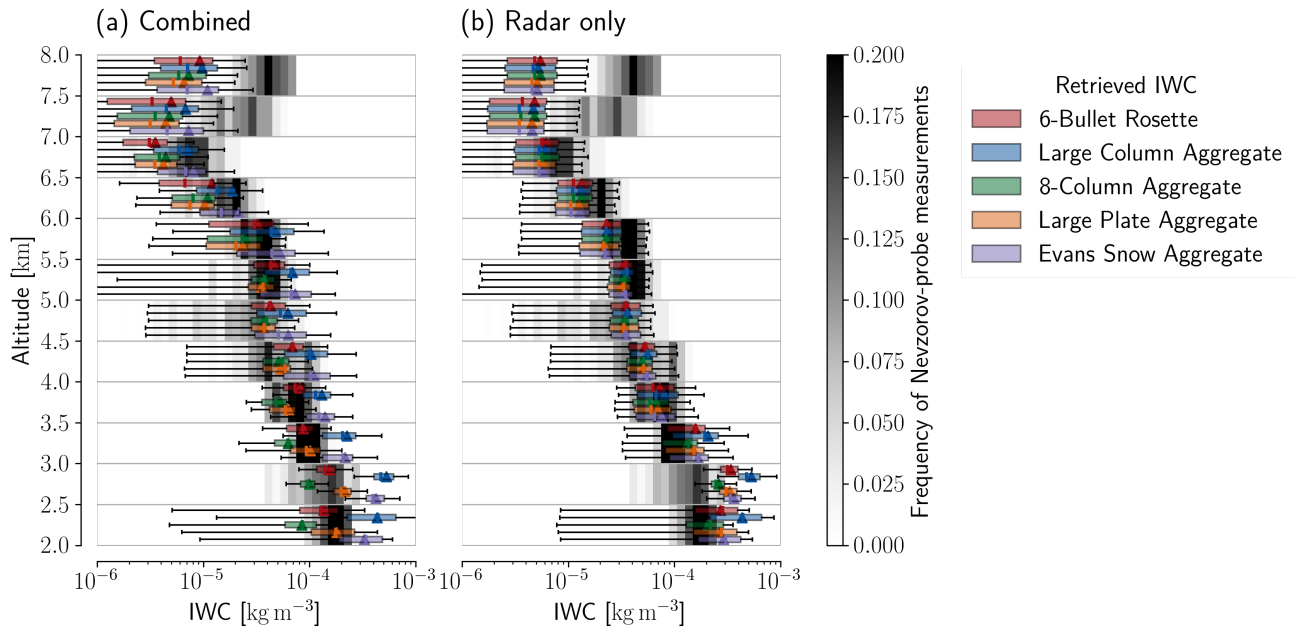 (a) Combined
(b) Radar only
8.0
7.5
7.0
6.5
6.0
5.5
5.0
4.5
4.0
3.5
3.0
2.5
2.0
Altitude [km]
10⁻⁶
10⁻⁵
10⁻⁴
10⁻³
IWC [kg m⁻³]
10⁻⁶
10⁻⁵
10⁻⁴
10⁻³
IWC [kg m⁻³]
0.200
0.175
0.150
0.125
0.100
0.075
0.050
0.025
0.000
Frequency of Nevzorov-probe measurements
Retrieved IWC
6-Bullet Rosette
Large Column Aggregate
8-Column Aggregate
Large Plate Aggregate
Evans Snow Aggregate